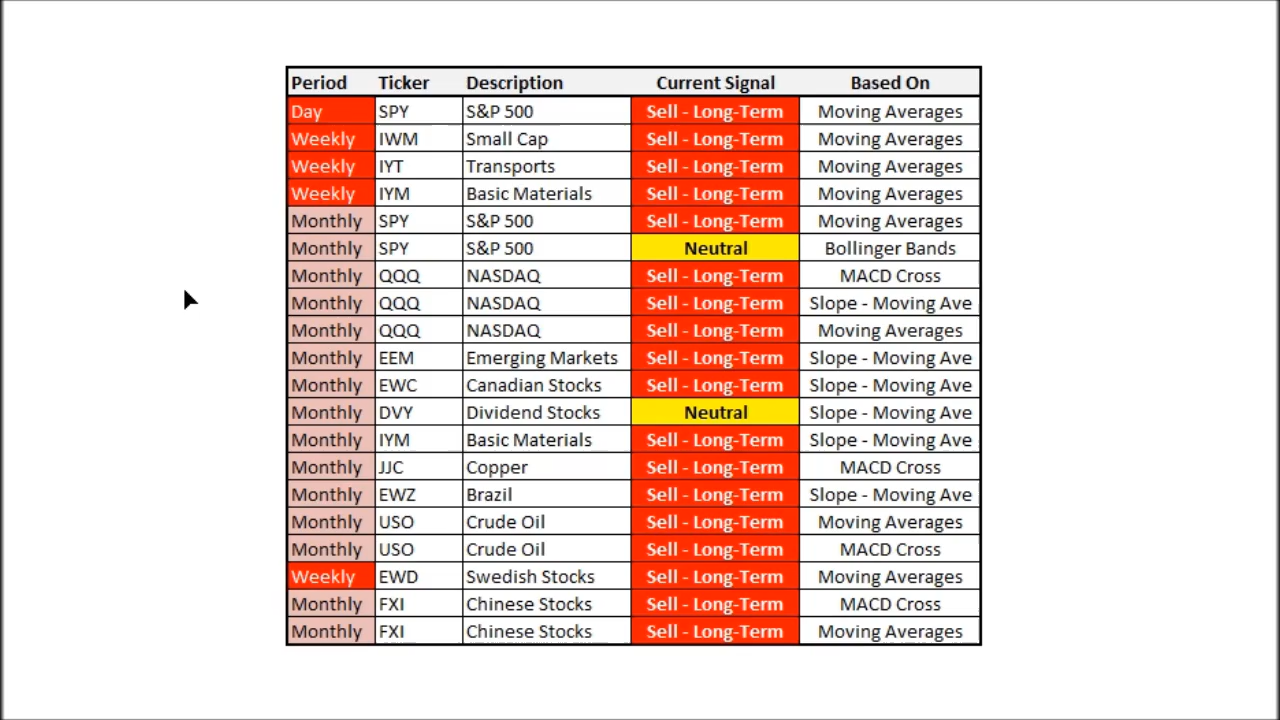 Period Ticker Description Current Signal Based On
Day SPY S&P 500 Sell - Long-Term Moving Averages
Weekly IWM Small Cap Sell - Long-Term Moving Averages
Weekly IYT Transports Sell - Long-Term Moving Averages
Weekly IYM Basic Materials Sell - Long-Term Moving Averages
Monthly SPY S&P 500 Sell - Long-Term Moving Averages
Monthly SPY S&P 500 Neutral Bollinger Bands
Monthly QQQ NASDAQ Sell - Long-Term MACD Cross
Monthly QQQ NASDAQ Sell - Long-Term Slope - Moving Ave
Monthly QQQ NASDAQ Sell - Long-Term Moving Averages
Monthly EEM Emerging Markets Sell - Long-Term Slope - Moving Ave
Monthly EWC Canadian Stocks Sell - Long-Term Slope - Moving Ave
Monthly DVY Dividend Stocks Neutral Slope - Moving Ave
Monthly IYM Basic Materials Sell - Long-Term Slope - Moving Ave
Monthly JJC Copper Sell - Long-Term MACD Cross
Monthly EWZ Brazil Sell - Long-Term Slope - Moving Ave
Monthly USO Crude Oil Sell - Long-Term Moving Averages
Monthly USO Crude Oil Sell - Long-Term MACD Cross
Weekly EWD Swedish Stocks Sell - Long-Term Moving Averages
Monthly FXI Chinese Stocks Sell - Long-Term MACD Cross
Monthly FXI Chinese Stocks Sell - Long-Term Moving Averages